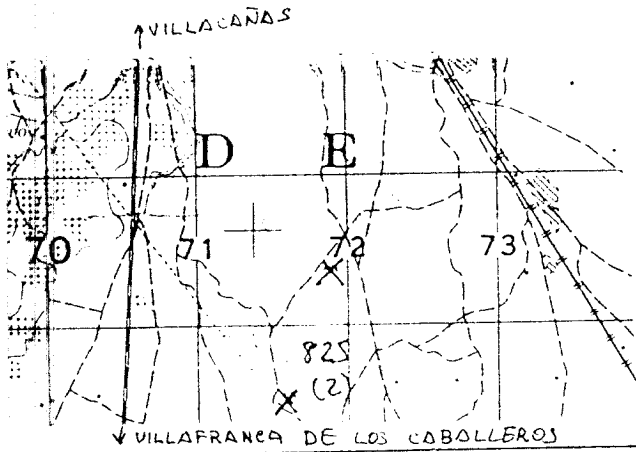 VILLACAÑAS
D E
70 71 72 73
825
(2)
VILLAFRANCA DE LOS CABALLEROS